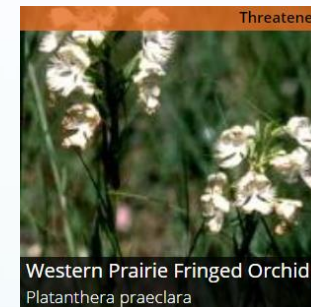 Threatene
Western Prairie Fringed Orchid
Platanthera praeclara